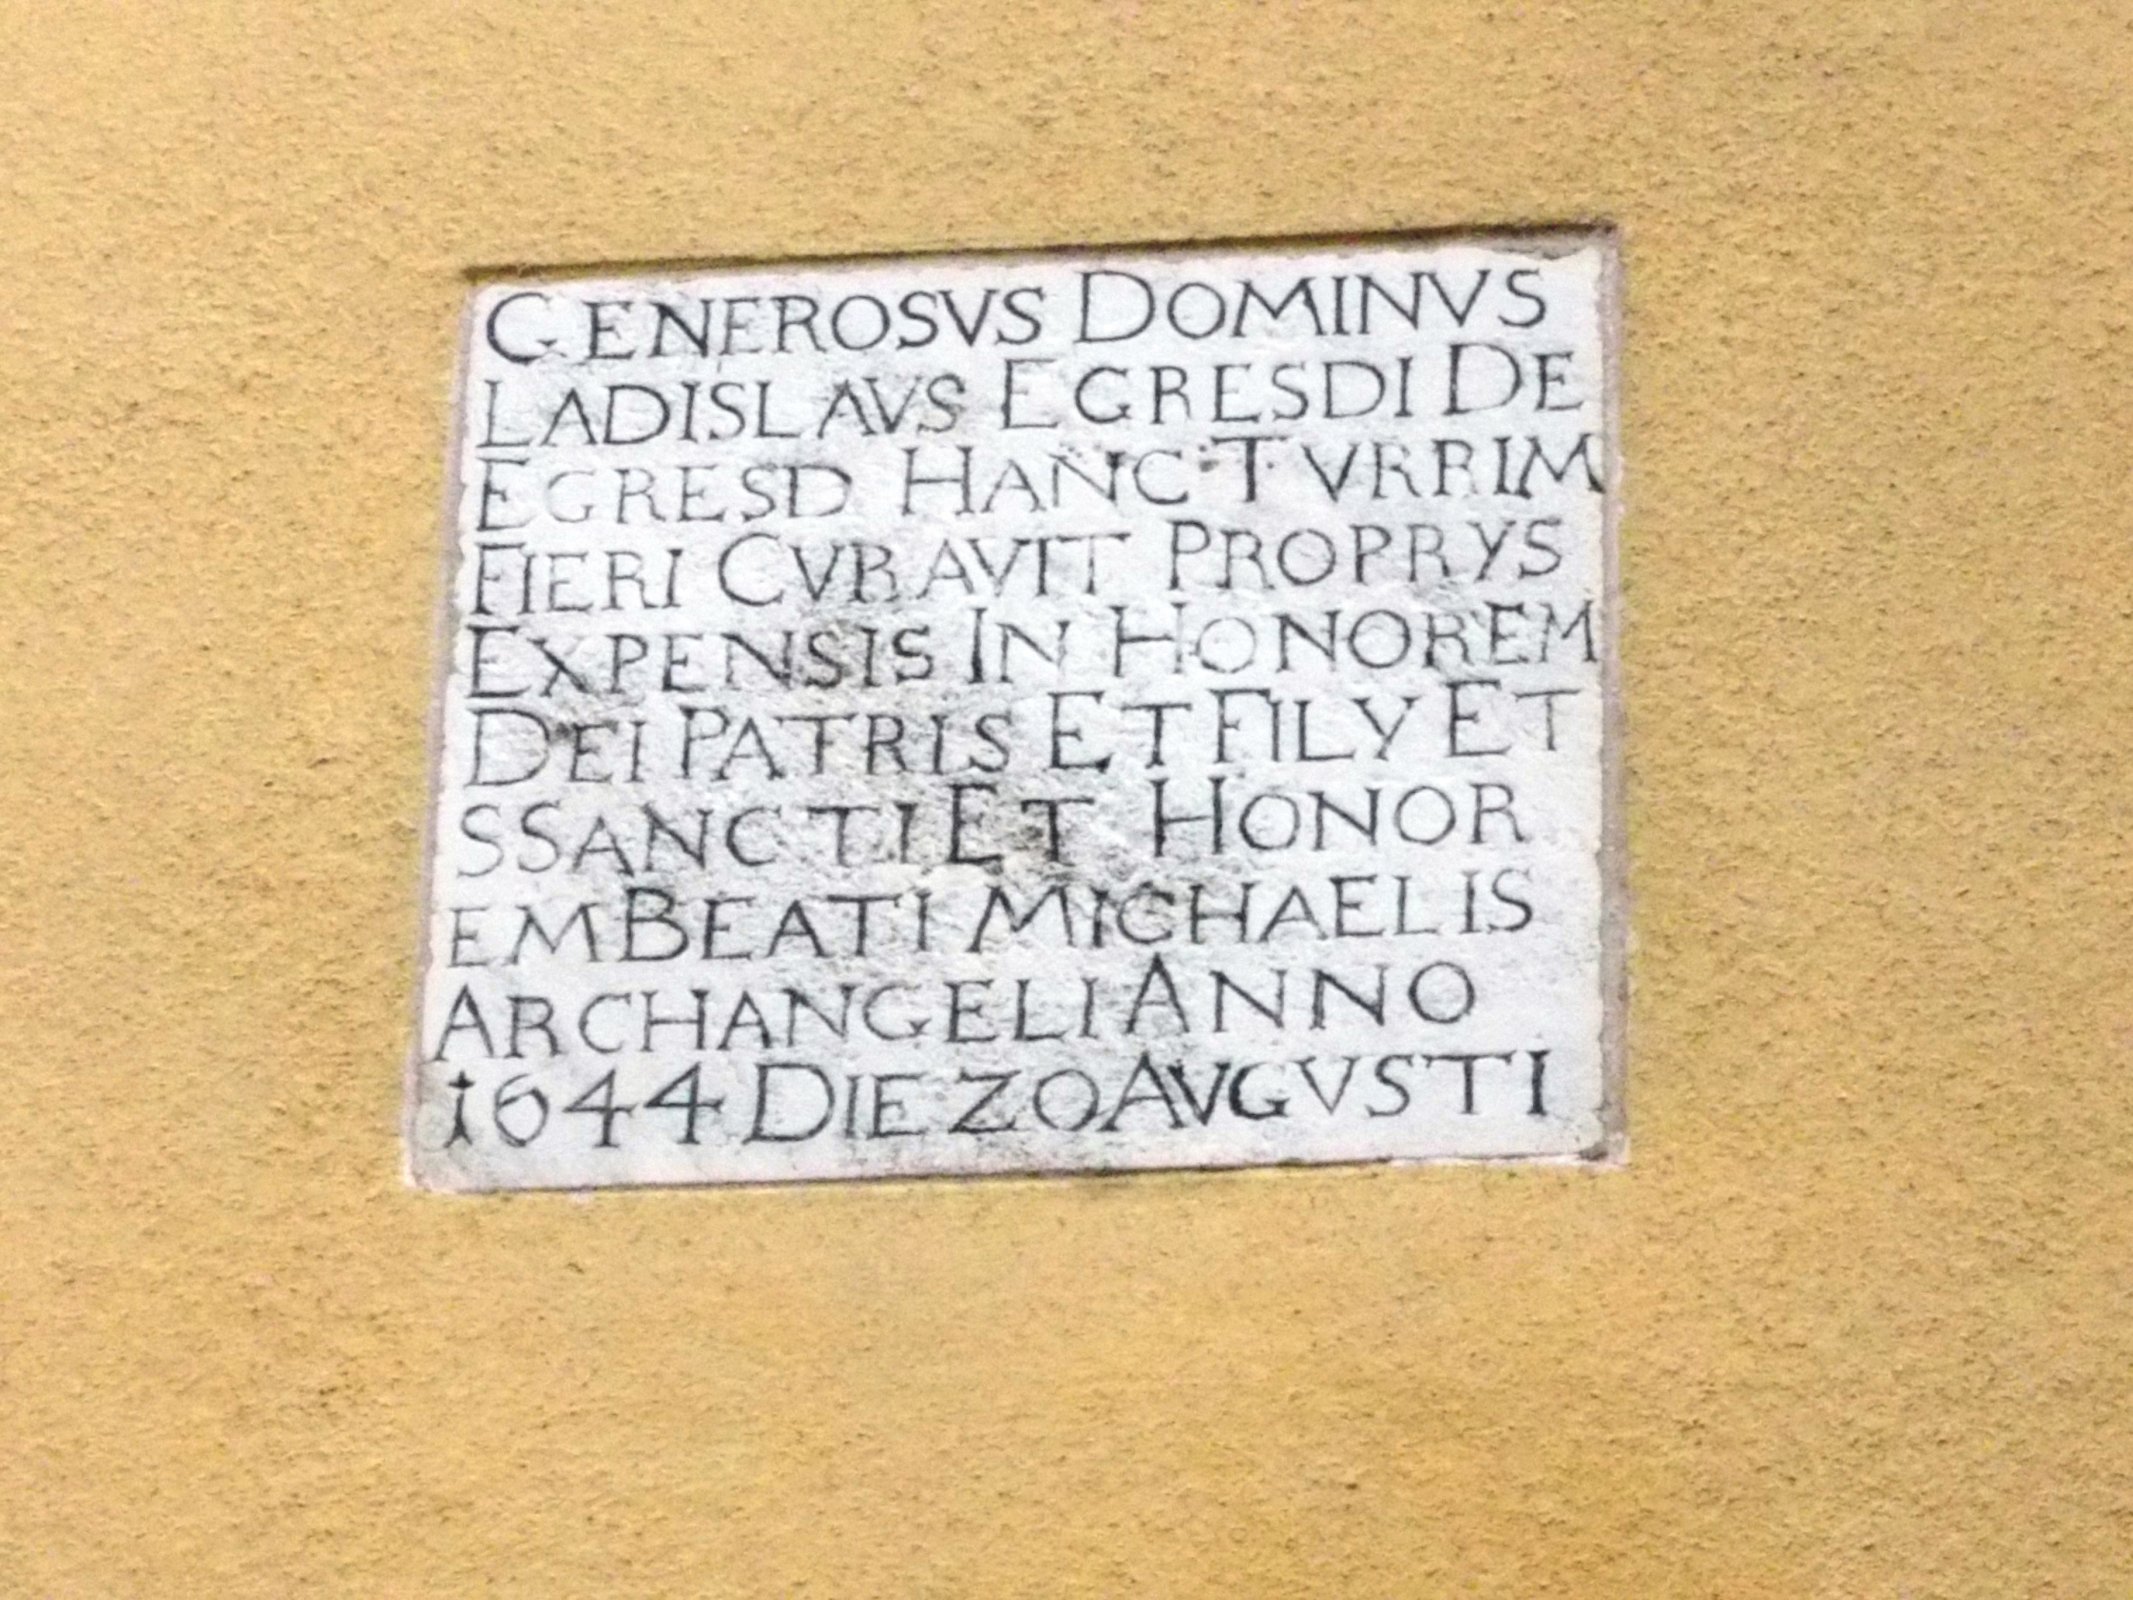 GENEROSVS DOMINVS
LADISLAVS EGRESDI DE
EGRESD HANC TVRRIM
FIERI CVRAVIT PROPRYS
EXPENSIS IN HONOREM
DEI PATRIS ET FILY ET
SSANCTI ET HONOR
EM BEATI MICHAELIS
ARCHANGELI ANNO
1644 DIE ZO AVGVSTI